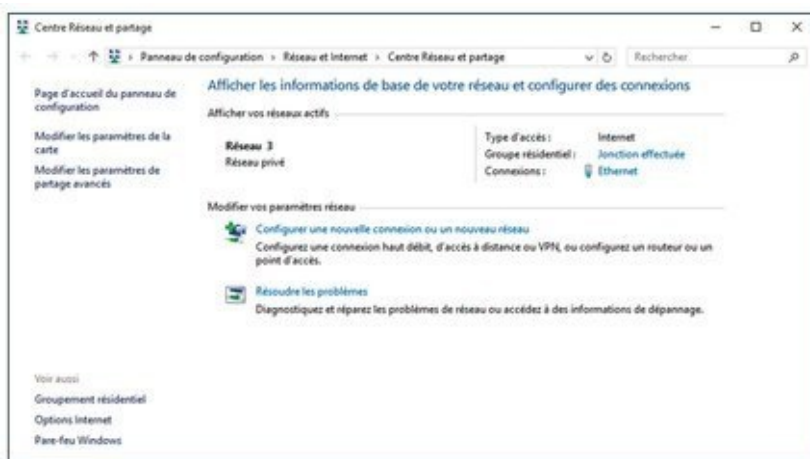 Centre Réseau et partage
Panneau de configuration › Réseau et Internet › Centre Réseau et partage
Rechercher
Page d'accueil du panneau de
configuration
Modifier les paramètres de la
carte
Modifier les paramètres de
partage avancés
Afficher les informations de base de votre réseau et configurer des connexions
Afficher vos réseaux actifs
Réseau 3
Réseau privé
Type d'accès : Internet
Groupe résidentiel : Jonction effectuée
Connexions : Ethernet
Modifier vos paramètres réseau
Configurer une nouvelle connexion ou un nouveau réseau
Configurez une connexion haut débit, d'accès à distance ou VPN, ou configurez un routeur ou un
point d'accès.
Résoudre les problèmes
Diagnostiquez et réparez les problèmes de réseau ou accédez à des informations de dépannage.
Voir aussi
Groupement résidentiel
Options Internet
Pare-feu Windows